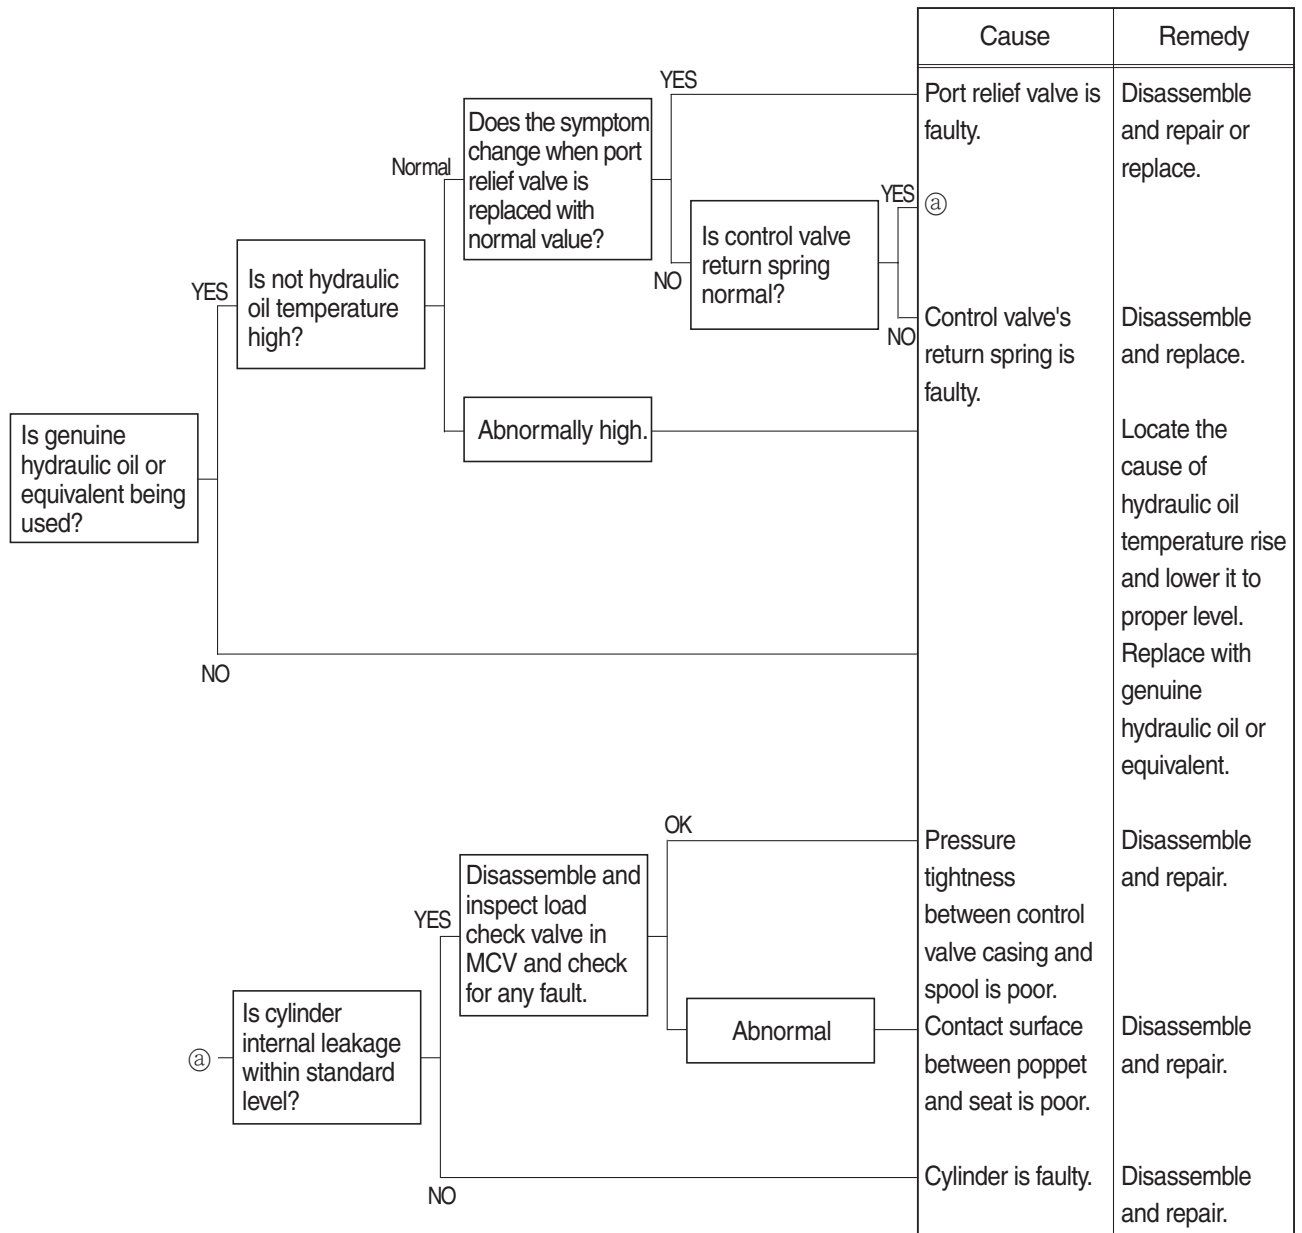 Cause
Remedy
YES
Port relief valve is
faulty.
Disassemble
and repair or
replace.
Does the symptom
change when port
relief valve is
replaced with
normal value?
Normal
YES
ⓐ
Is control valve
return spring
normal?
NO
NO
Control valve's
return spring is
faulty.
Disassemble
and replace.
YES
Is not hydraulic
oil temperature
high?
Abnormally high.
Locate the
cause of
hydraulic oil
temperature rise
and lower it to
proper level.
Is genuine
hydraulic oil or
equivalent being
used?
NO
Replace with
genuine
hydraulic oil or
equivalent.
OK
Pressure
tightness
between control
valve casing and
spool is poor.
Disassemble
and repair.
YES
Disassemble and
inspect load
check valve in
MCV and check
for any fault.
Abnormal
Contact surface
between poppet
and seat is poor.
Disassemble
and repair.
ⓐ
Is cylinder
internal leakage
within standard
level?
NO
Cylinder is faulty.
Disassemble
and repair.